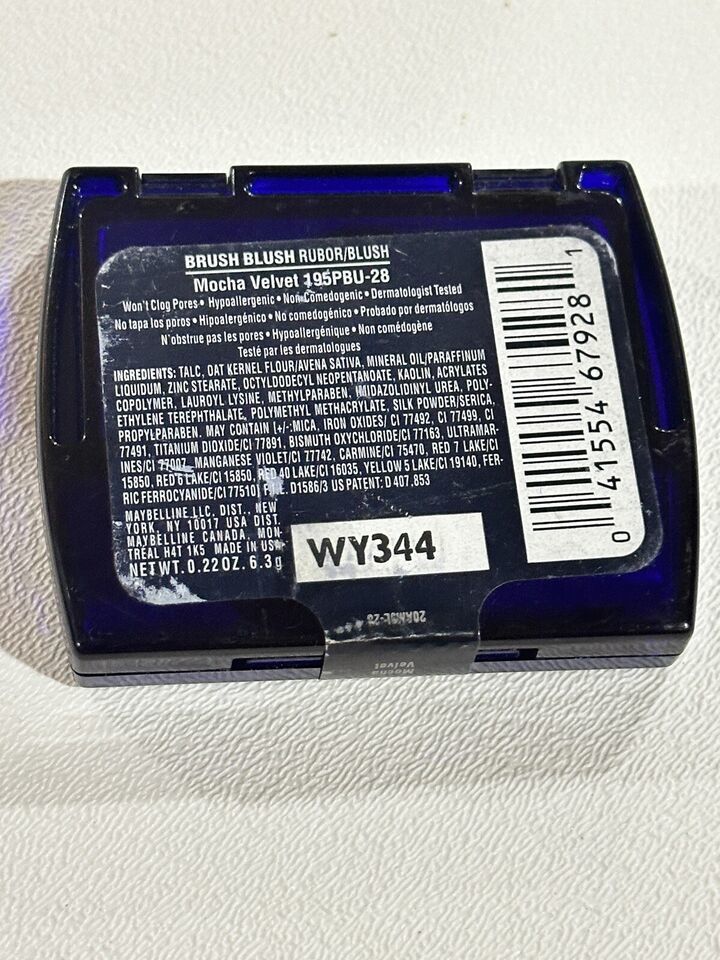 BRUSH BLUSH RUBOR/BLUSH
Mocha Velvet 195PBU-28
Won't Clog Pores • Hypoallergenic • Non-Comedogenic • Dermatologist Tested
No tapa los poros • Hipoalergénico • No comedogénico • Probado por dermatólogos
N'obstrue pas les pores • Hypoallergénique • Non comédogène
Testé par les dermatologues
INGREDIENTS: TALC, OAT KERNEL FLOUR/AVENA SATIVA, MINERAL OIL/PARAFFINUM
LIQUIDUM, ZINC STEARATE, OCTYLDODECYL NEOPENTANOATE, KAOLIN, ACRYLATES
COPOLYMER, LAUROYL LYSINE, METHYLPARABEN, IMIDAZOLIDINYL UREA, POLY-
ETHYLENE TEREPHTHALATE, POLYMETHYL METHACRYLATE, SILK POWDER/SERICA,
PROPYLPARABEN. MAY CONTAIN [+/-:MICA, IRON OXIDES/ CI 77492, CI 77499, CI
77491, TITANIUM DIOXIDE/CI 77891, BISMUTH OXYCHLORIDE/CI 77163, ULTRAMAR-
INES/CI 77007, MANGANESE VIOLET/CI 77742, CARMINE/CI 75470, RED 7 LAKE/CI
15850, RED 6 LAKE/CI 15850, RED 40 LAKE/CI 16035, YELLOW 5 LAKE/CI 19140, FER-
RIC FERROCYANIDE/CI 77510] F.I.L. D1586/3 US PATENT: D 407,853
MAYBELLINE LLC, DIST., NEW
YORK, NY 10017 USA DIST.
MAYBELLINE CANADA, MON-
TREAL H4T 1K5 MADE IN USA
NET WT. 0.22 OZ. 6.3 g
WY344
0 41554 67928 1
Mocha
Velvet